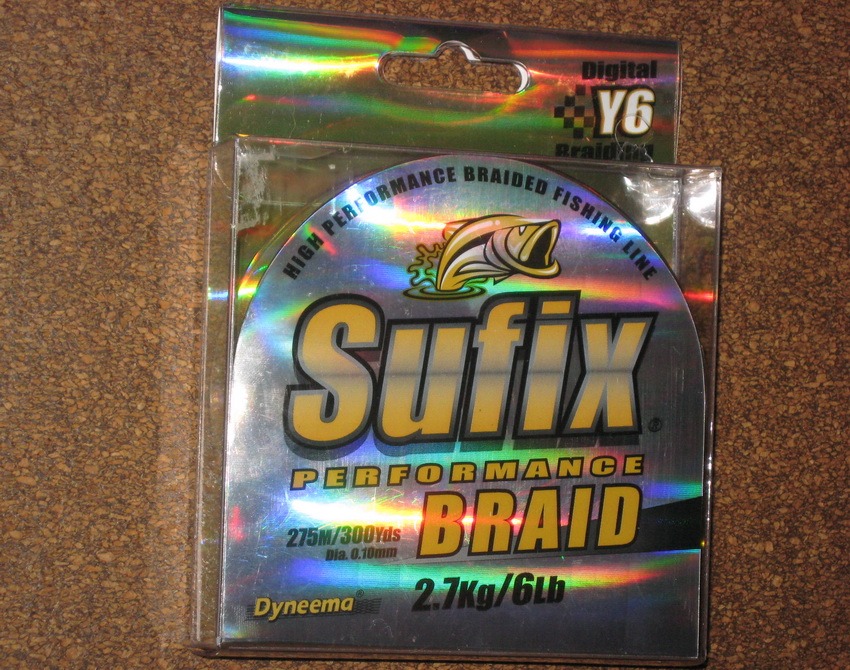 Digital
Y6
Braiding
HIGH PERFORMANCE BRAIDED FISHING LINE
Sufix®
PERFORMANCE
BRAID
275M/300Yds
Dia. 0.10mm
2.7Kg/6Lb
Dyneema®